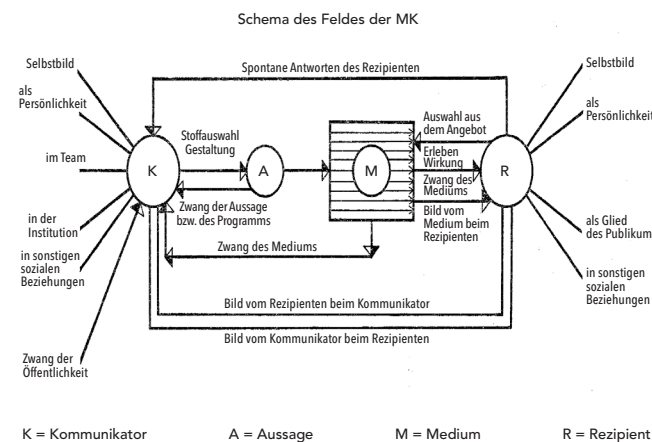 Schema des Feldes der MK
Selbstbild
als
Persönlichkeit
im Team
in der
Institution
in sonstigen
sozialen
Beziehungen
Zwang der
Öffentlichkeit
Spontane Antworten des Rezipienten
K
Stoffauswahl
Gestaltung
A
Zwang der Aussage
bzw. des Programms
Zwang des Mediums
M
Auswahl aus
dem Angebot
Erleben
Wirkung
Zwang des
Mediums
Bild vom
Medium beim
Rezipienten
R
Bild vom Rezipienten beim Kommunikator
Bild vom Kommunikator beim Rezipienten
Selbstbild
als
Persönlichkeit
als Glied
des Publikums
in sonstigen
sozialen
Beziehungen
K = Kommunikator
A = Aussage
M = Medium
R = Rezipient